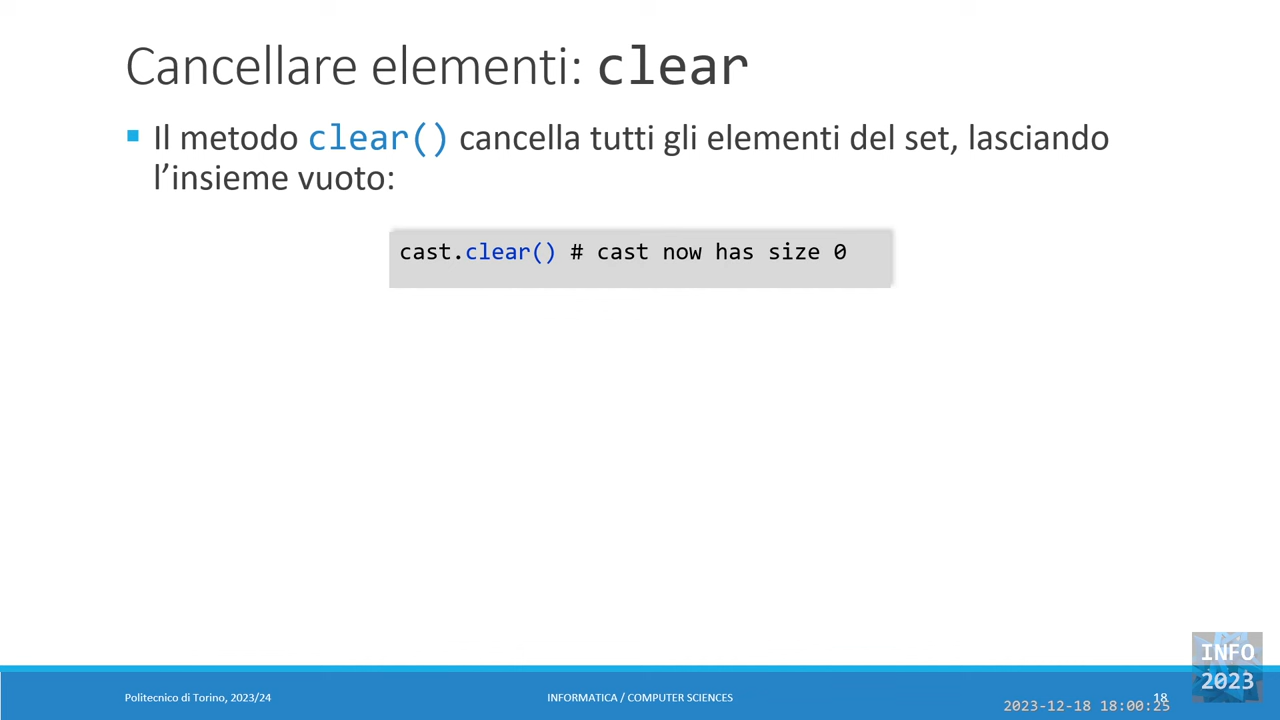 Cancellare elementi: clear
▪ Il metodo clear() cancella tutti gli elementi del set, lasciando
l’insieme vuoto:
cast.clear() # cast now has size 0
INFO
2023
Politecnico di Torino, 2023/24
INFORMATICA / COMPUTER SCIENCES
18
2023-12-18 18:00:25